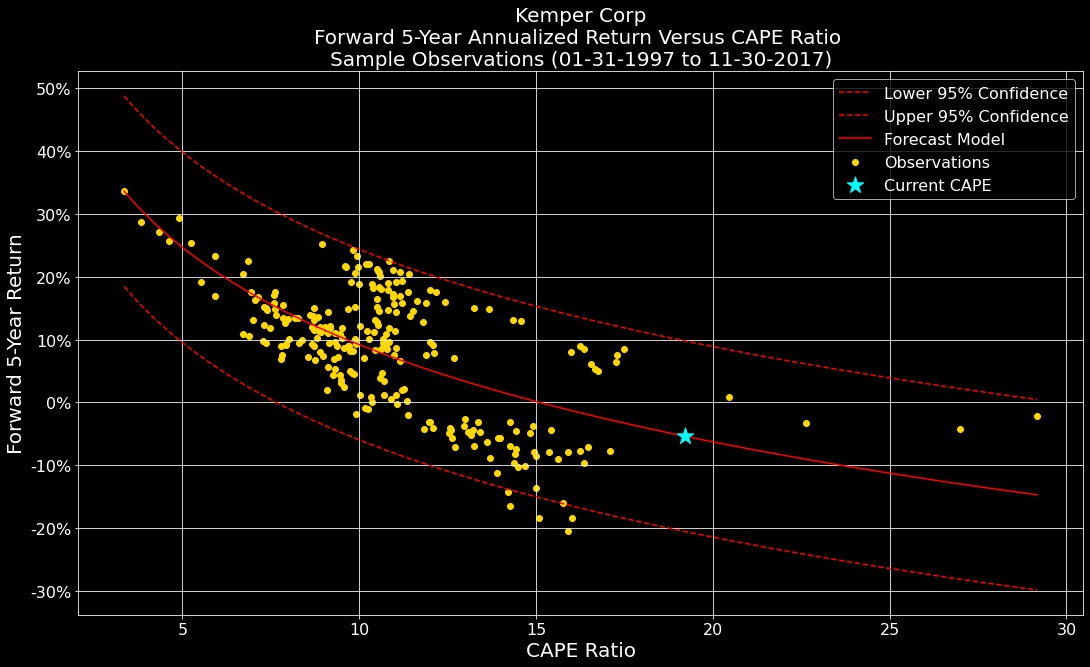 Kemper Corp
Forward 5-Year Annualized Return Versus CAPE Ratio
Sample Observations (01-31-1997 to 11-30-2017)
Lower 95% Confidence
Upper 95% Confidence
Forecast Model
Observations
Current CAPE
Forward 5-Year Return
50%
40%
30%
20%
10%
0%
-10%
-20%
-30%
5
10
15
20
25
30
CAPE Ratio